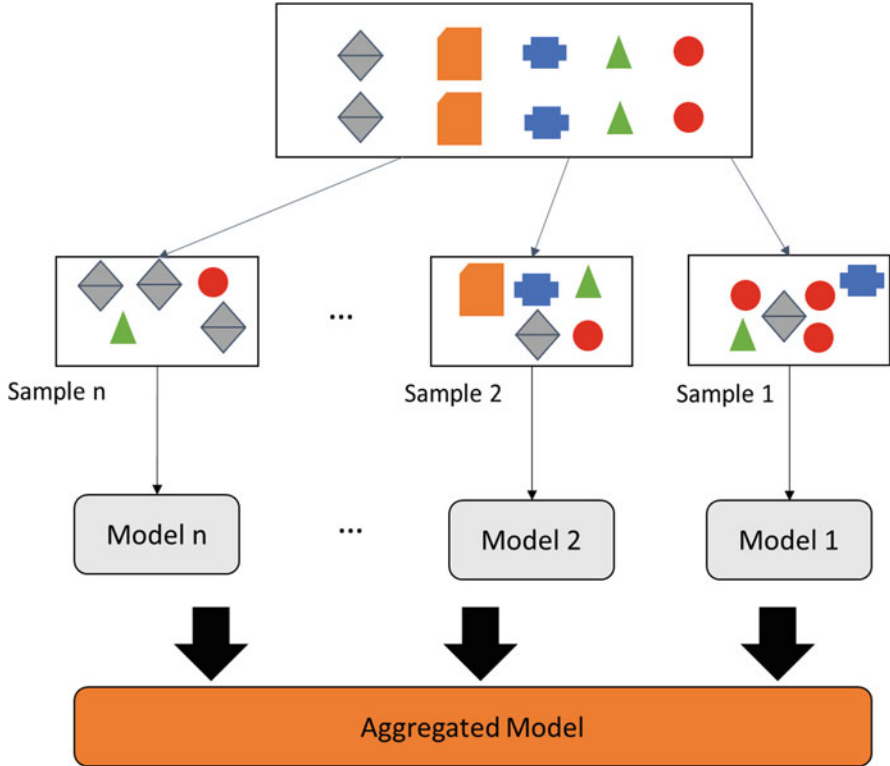 ...
Sample n
Sample 2
Sample 1
Model n
...
Model 2
Model 1
Aggregated Model